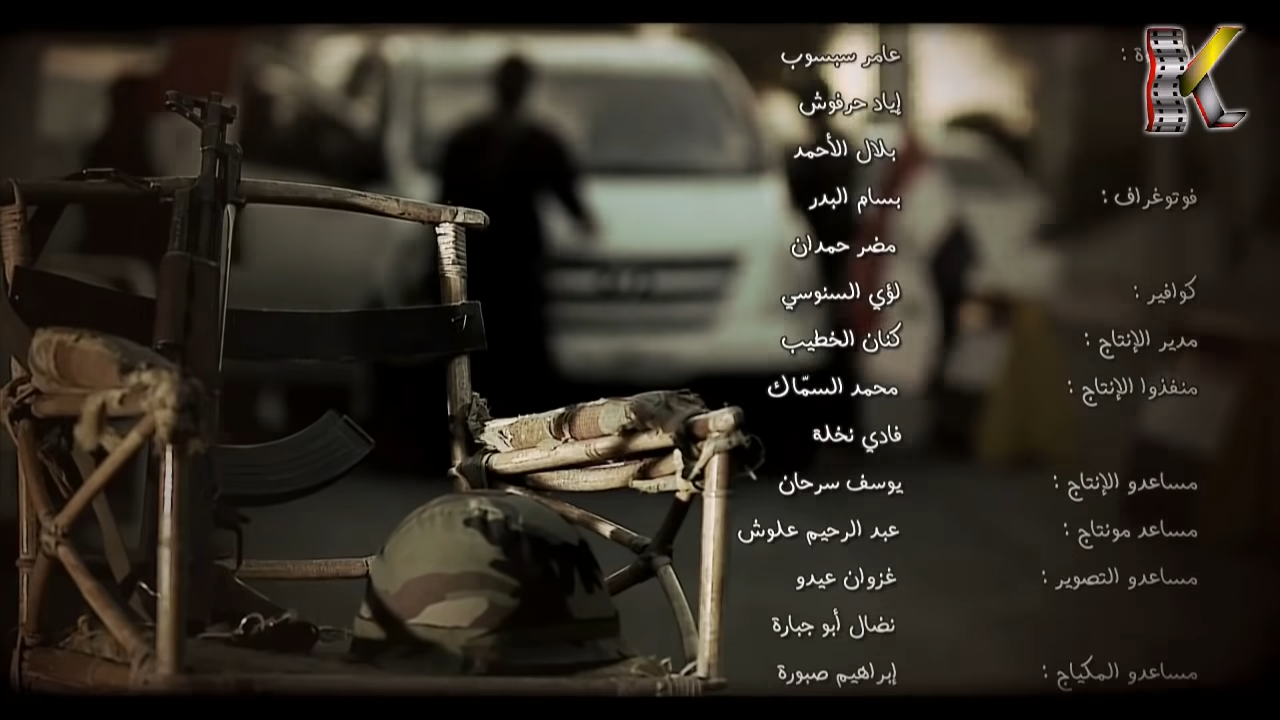 عامر سبسوب
إياد حرفوش
بلال الأحمد
فوتوغراف : بسام البدر
مضر حمدان
كوافير : لؤي السنوسي
مدير الإنتاج : كنان الخطيب
منفذوا الإنتاج : محمد السمّاك
فادي نخلة
مساعدو الإنتاج : يوسف سرحان
مساعد مونتاج : عبد الرحيم علوش
مساعدو التصوير : غزوان عيدو
نضال أبو جبارة
مساعدو المكياج : إبراهيم صبورة